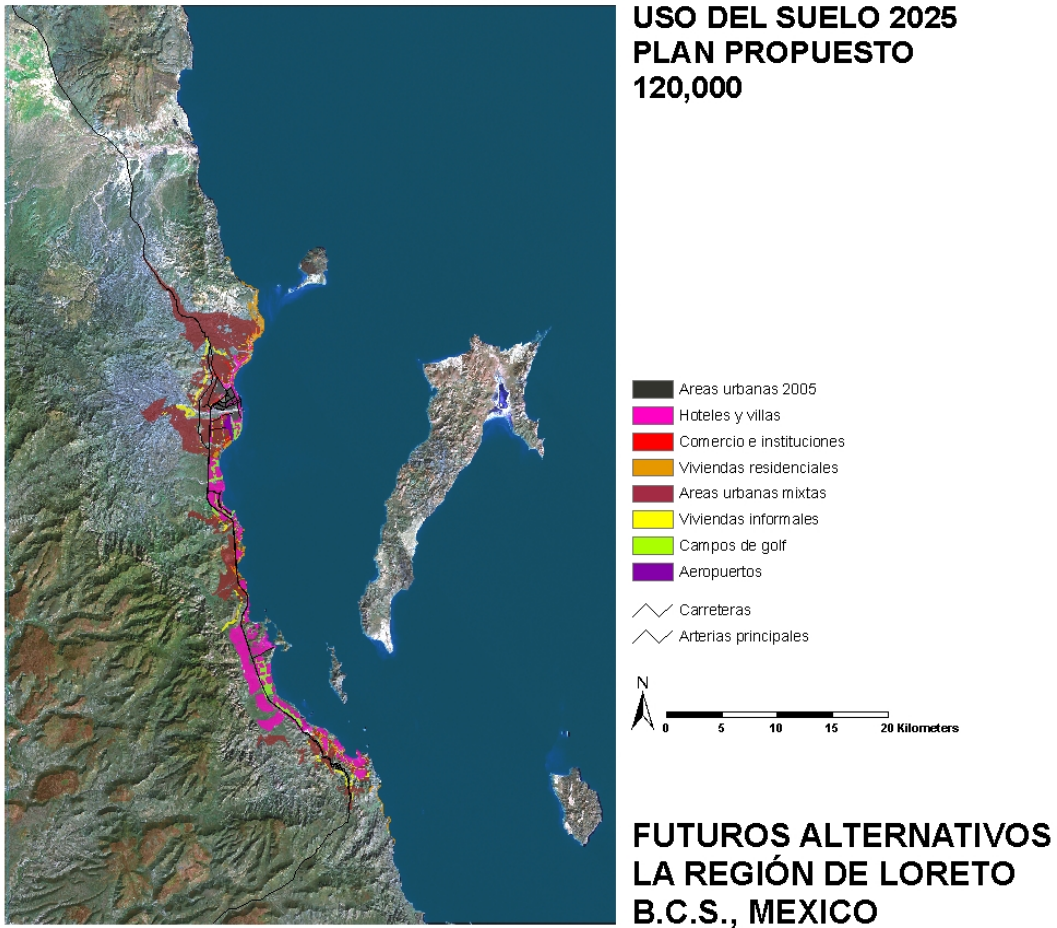 USO DEL SUELO 2025
PLAN PROPUESTO
120,000
Areas urbanas 2005
Hoteles y villas
Comercio e instituciones
Viviendas residenciales
Areas urbanas mixtas
Viviendas informales
Campos de golf
Aeropuertos
Carreteras
Arterias principales
N
0 5 10 15 20 Kilometers
FUTUROS ALTERNATIVOS
LA REGIÓN DE LORETO
B.C.S., MEXICO